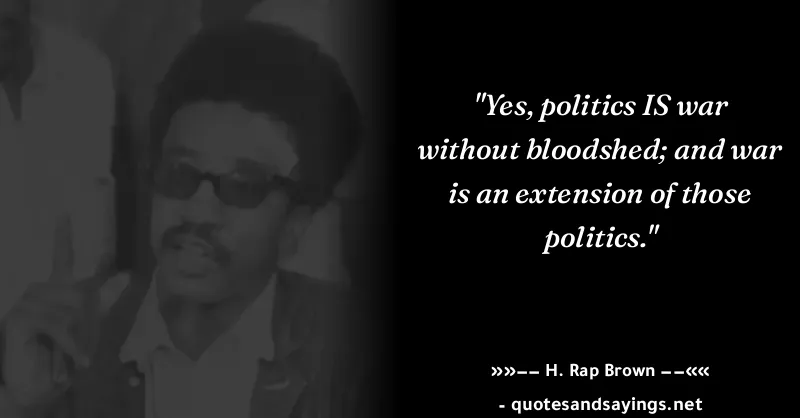 "Yes, politics IS war
without bloodshed; and war
is an extension of those
politics."
»»−− H. Rap Brown −−««
- quotesandsayings.net